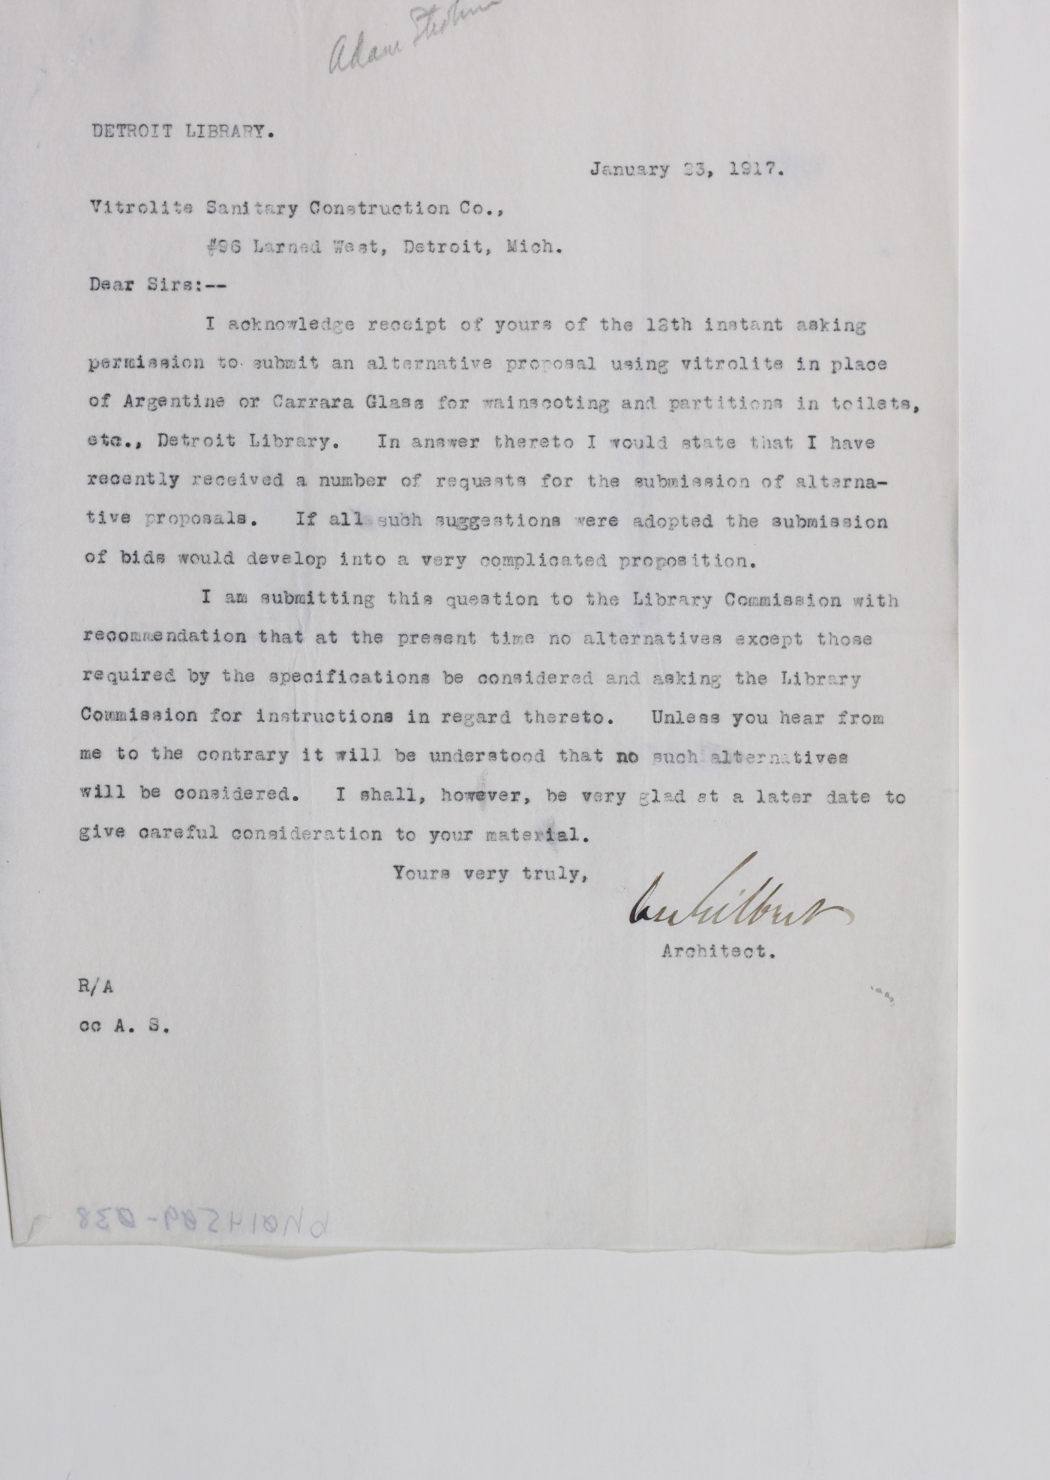 Adam
DETROIT LIBRARY.
January 23, 1917.
Vitrolite Sanitary Construction Co.,
#96 Larned West, Detroit, Mich.
Dear Sirs:--
I acknowledge receipt of yours of the instant asking
permission to submit an alternative proposal using vitrolite in place
of Argentine or Carrara Glass for wainscoting and partitions in toilets,
etc., Detroit Library. In answer thereto I would state that I have
recently received a number of requests for the submission of alterna-
tive proposals. If all such suggestions were adopted the submission
of bids would develop into a very complicated proposition.
I am submitting this question to the Library Commission with
recommendation that at the present time no alternatives except those
required by the specifications be considered and asking the Library
Commission for instructions in regard thereto. Unless you hear from
me to the contrary it will be understood that no such alternatives
will be considered. I shall, however, be very glad at a later date to
give careful consideration to your material.
Yours very truly,
Cass Gilbert
Architect.
R/A
cc A. S.